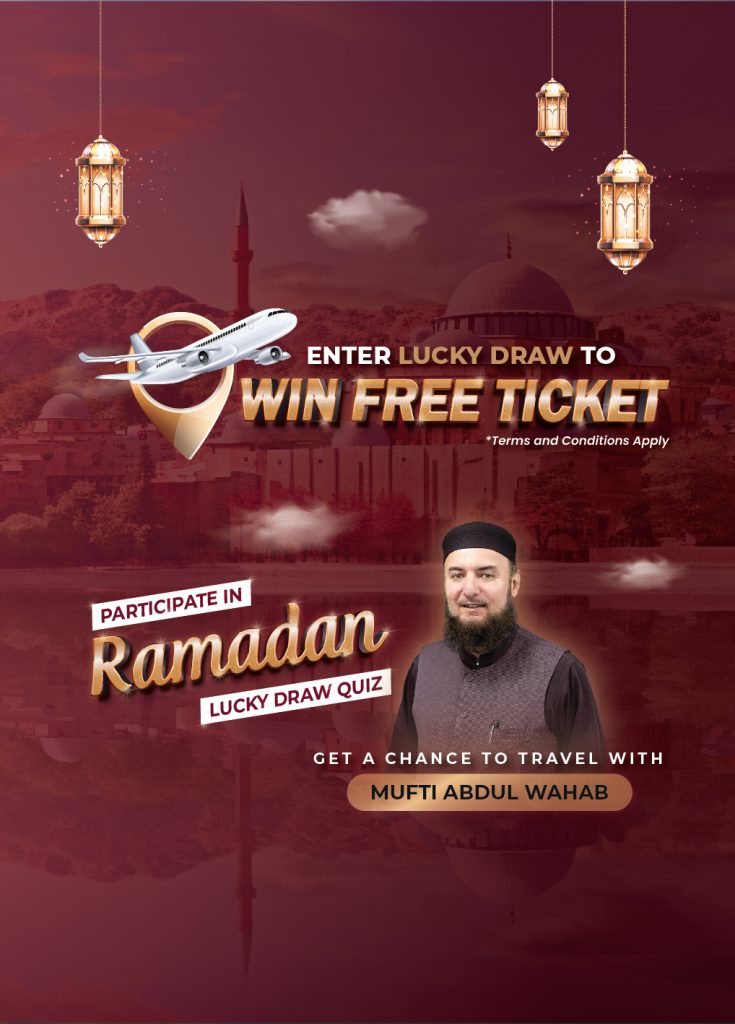 ENTER LUCKY DRAW TO
WIN FREE TICKET
*Terms and Conditions Apply
PARTICIPATE IN
Ramadan
LUCKY DRAW QUIZ
GET A CHANCE TO TRAVEL WITH
MUFTI ABDUL WAHAB